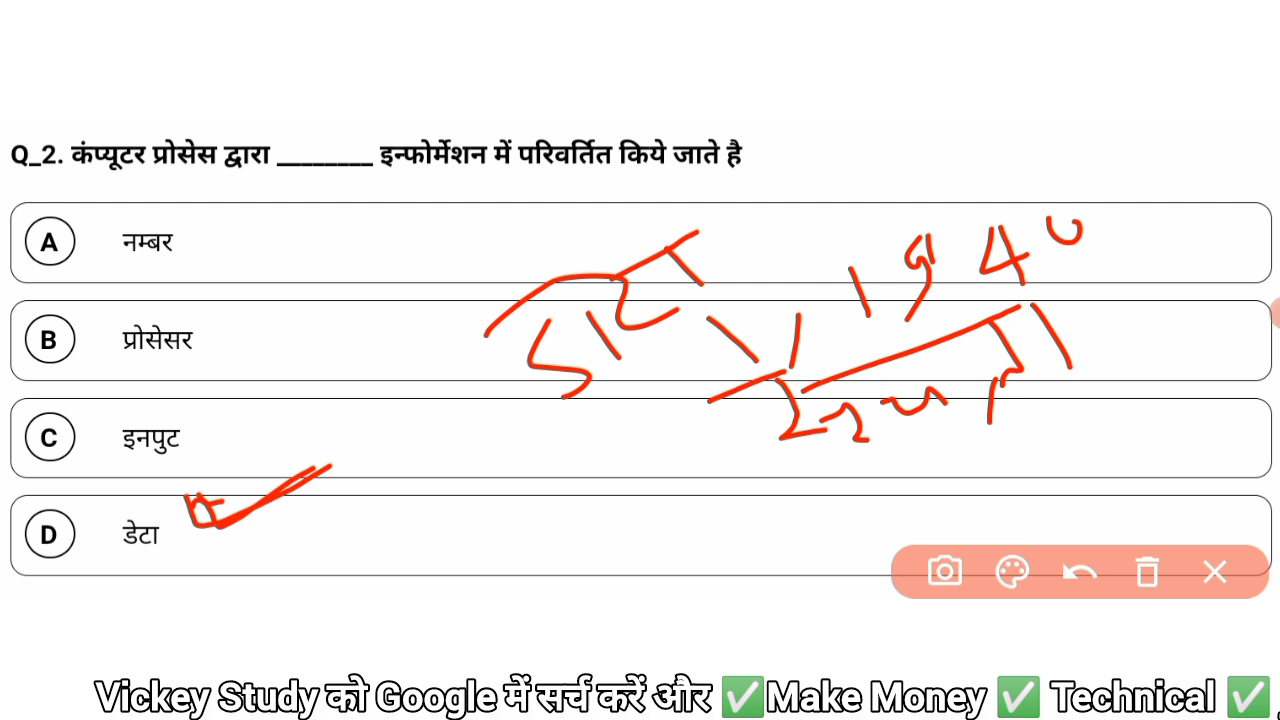 Q_2. कंप्यूटर प्रोसेस द्वारा ________ इन्फोर्मेशन में परिवर्तित किये जाते है
A नम्बर
B प्रोसेसर
C इनपुट
D डेटा
Vickey Study को Google में सर्च करें और ✅Make Money ✅ Technical ✅